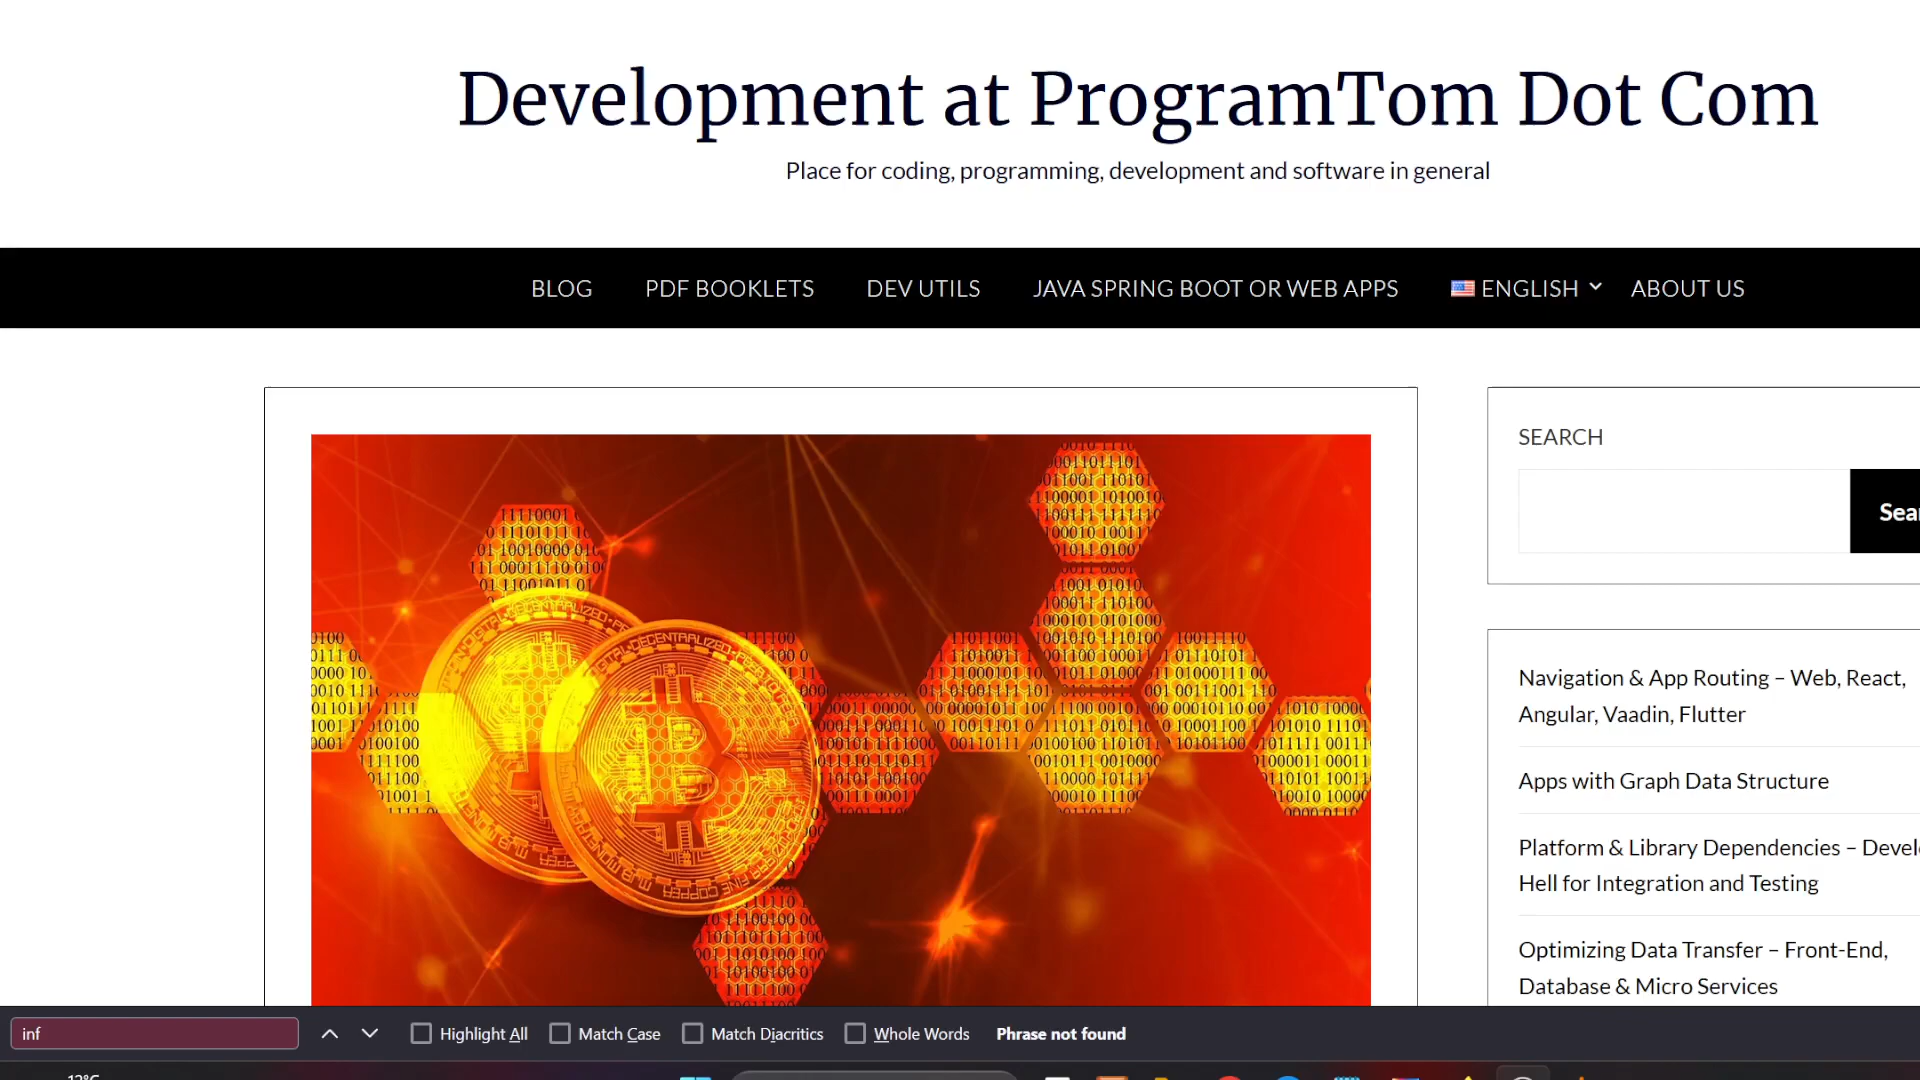 Development at ProgramTom Dot Com
Place for coding, programming, development and software in general
BLOG
PDF BOOKLETS
DEV UTILS
JAVA SPRING BOOT OR WEB APPS
ENGLISH
ABOUT US
SEARCH
Navigation & App Routing – Web, React,
Angular, Vaadin, Flutter
Apps with Graph Data Structure
Platform & Library Dependencies –
Hell for Integration and Testing
Optimizing Data Transfer – Front-End,
Database & Micro Services
inf
Highlight All
Match Case
Match Diacritics
Whole Words
Phrase not found